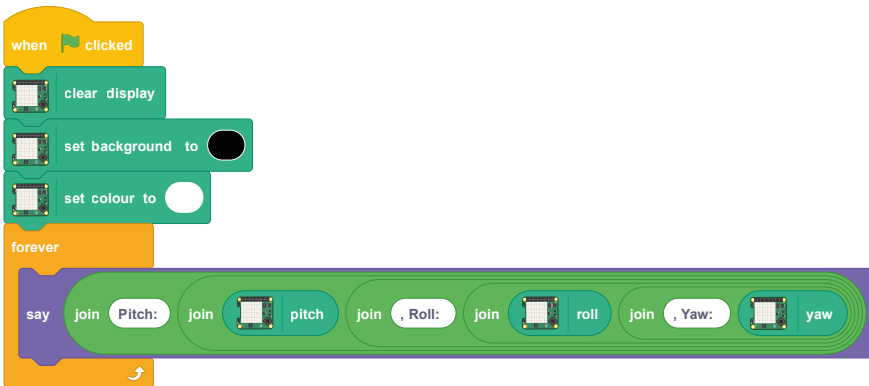 when clicked
clear display
set background to
set colour to
forever
say join Pitch: join pitch join , Roll: join roll join , Yaw: yaw